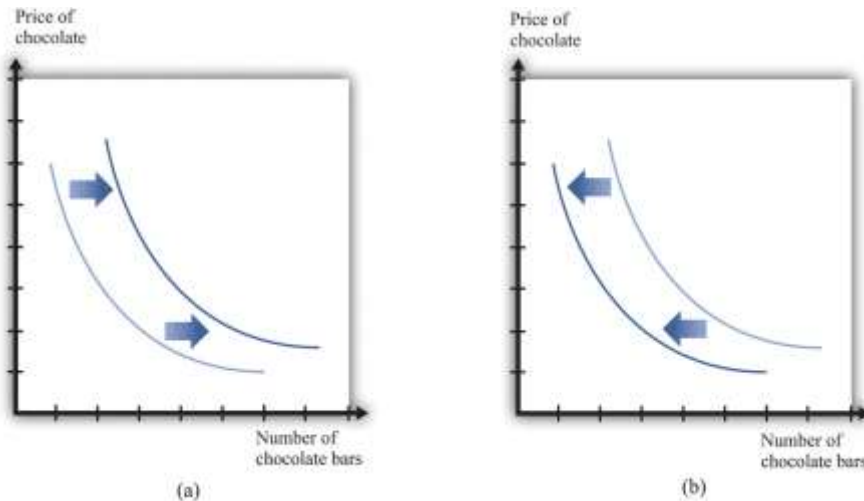 Price of
chocolate
Number of
chocolate bars
(a)
Price of
chocolate
Number of
chocolate bars
(b)